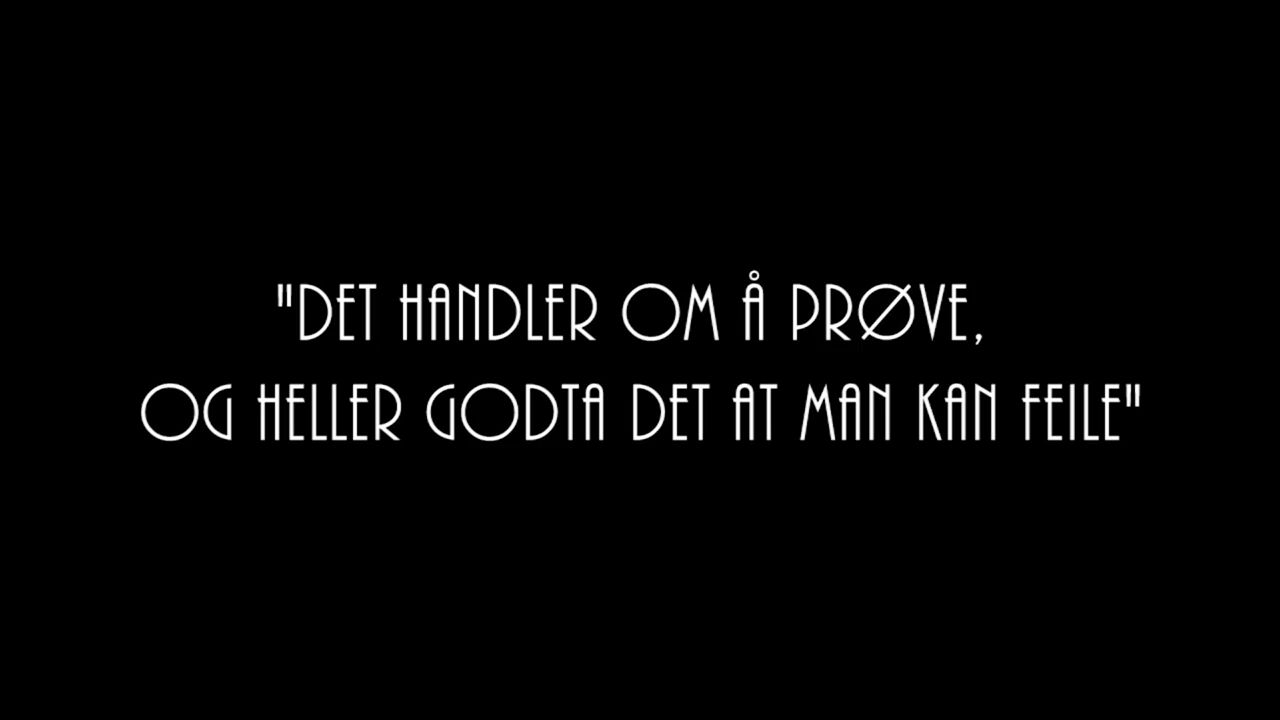 "DET HANDLER OM Å PRØVE,
OG HELLER GODTA DET AT MAN KAN FEILE"